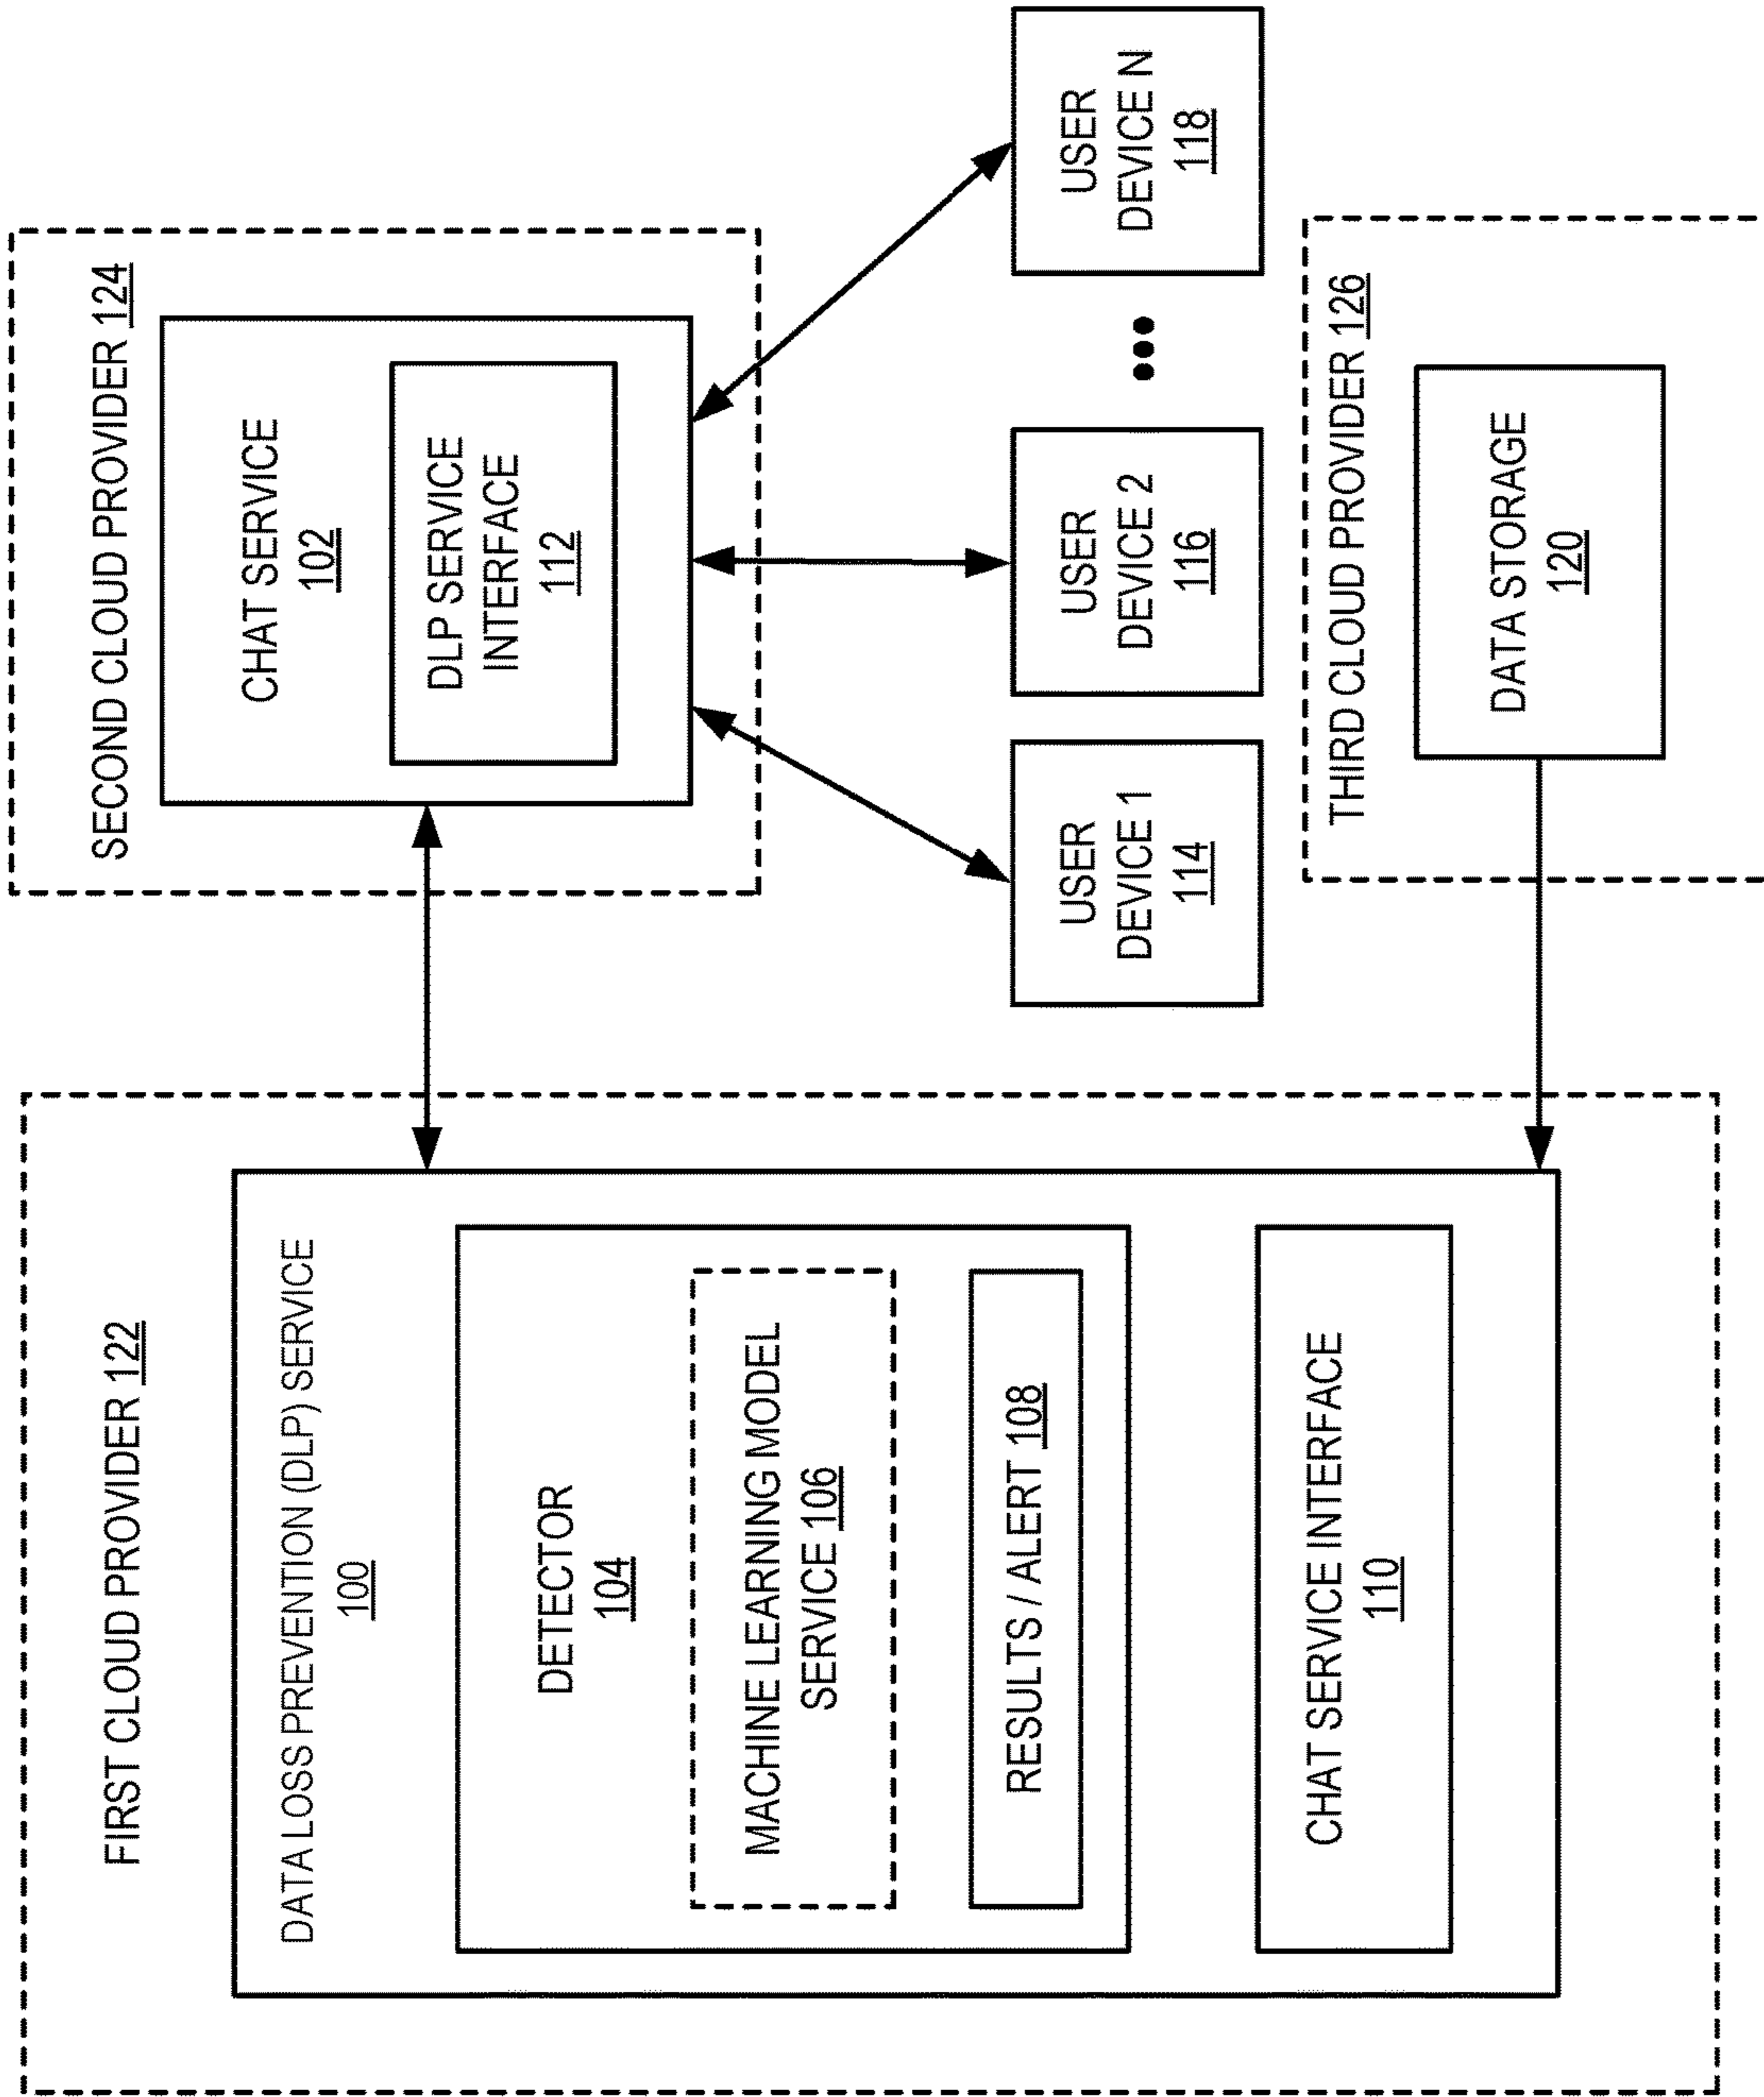 FIRST CLOUD PROVIDER 122
DATA LOSS PREVENTION (DLP) SERVICE
100
DETECTOR
104
MACHINE LEARNING MODEL
SERVICE 106
RESULTS / ALERT 108
CHAT SERVICE INTERFACE
110
SECOND CLOUD PROVIDER 124
CHAT SERVICE
102
DLP SERVICE
INTERFACE
112
USER
DEVICE 1
114
USER
DEVICE 2
116
USER
DEVICE N
118
THIRD CLOUD PROVIDER 126
DATA STORAGE
120